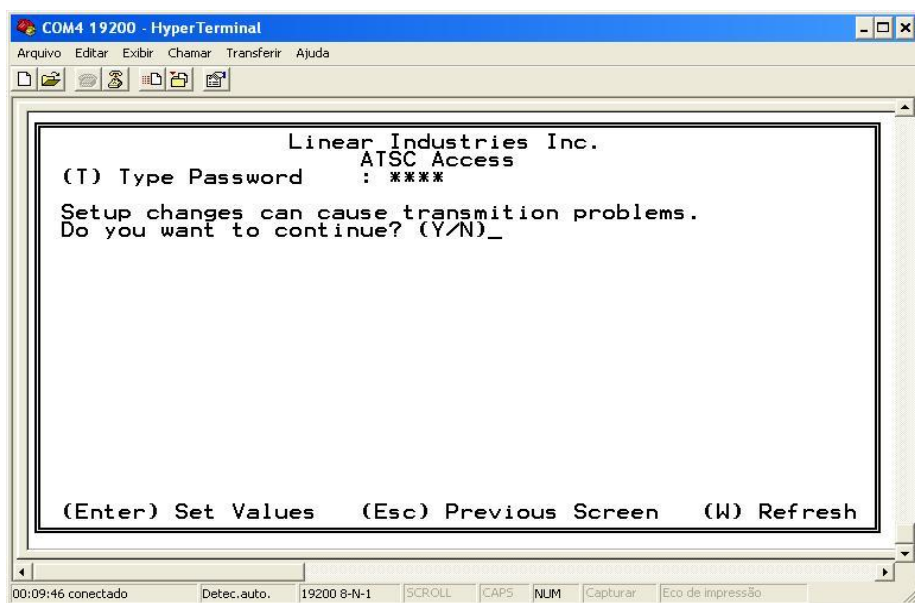 COM4 19200 - HyperTerminal
Arquivo Editar Exibir Chamar Transferir Ajuda
Linear Industries Inc.
ATSC Access
(T) Type Password : ****
Setup changes can cause transmition problems.
Do you want to continue? (Y/N)_
(Enter) Set Values (Esc) Previous Screen (W) Refresh
00:09:46 conectado Detec.auto. 19200 8-N-1 SCROLL CAPS NUM Capturar Eco de impressão